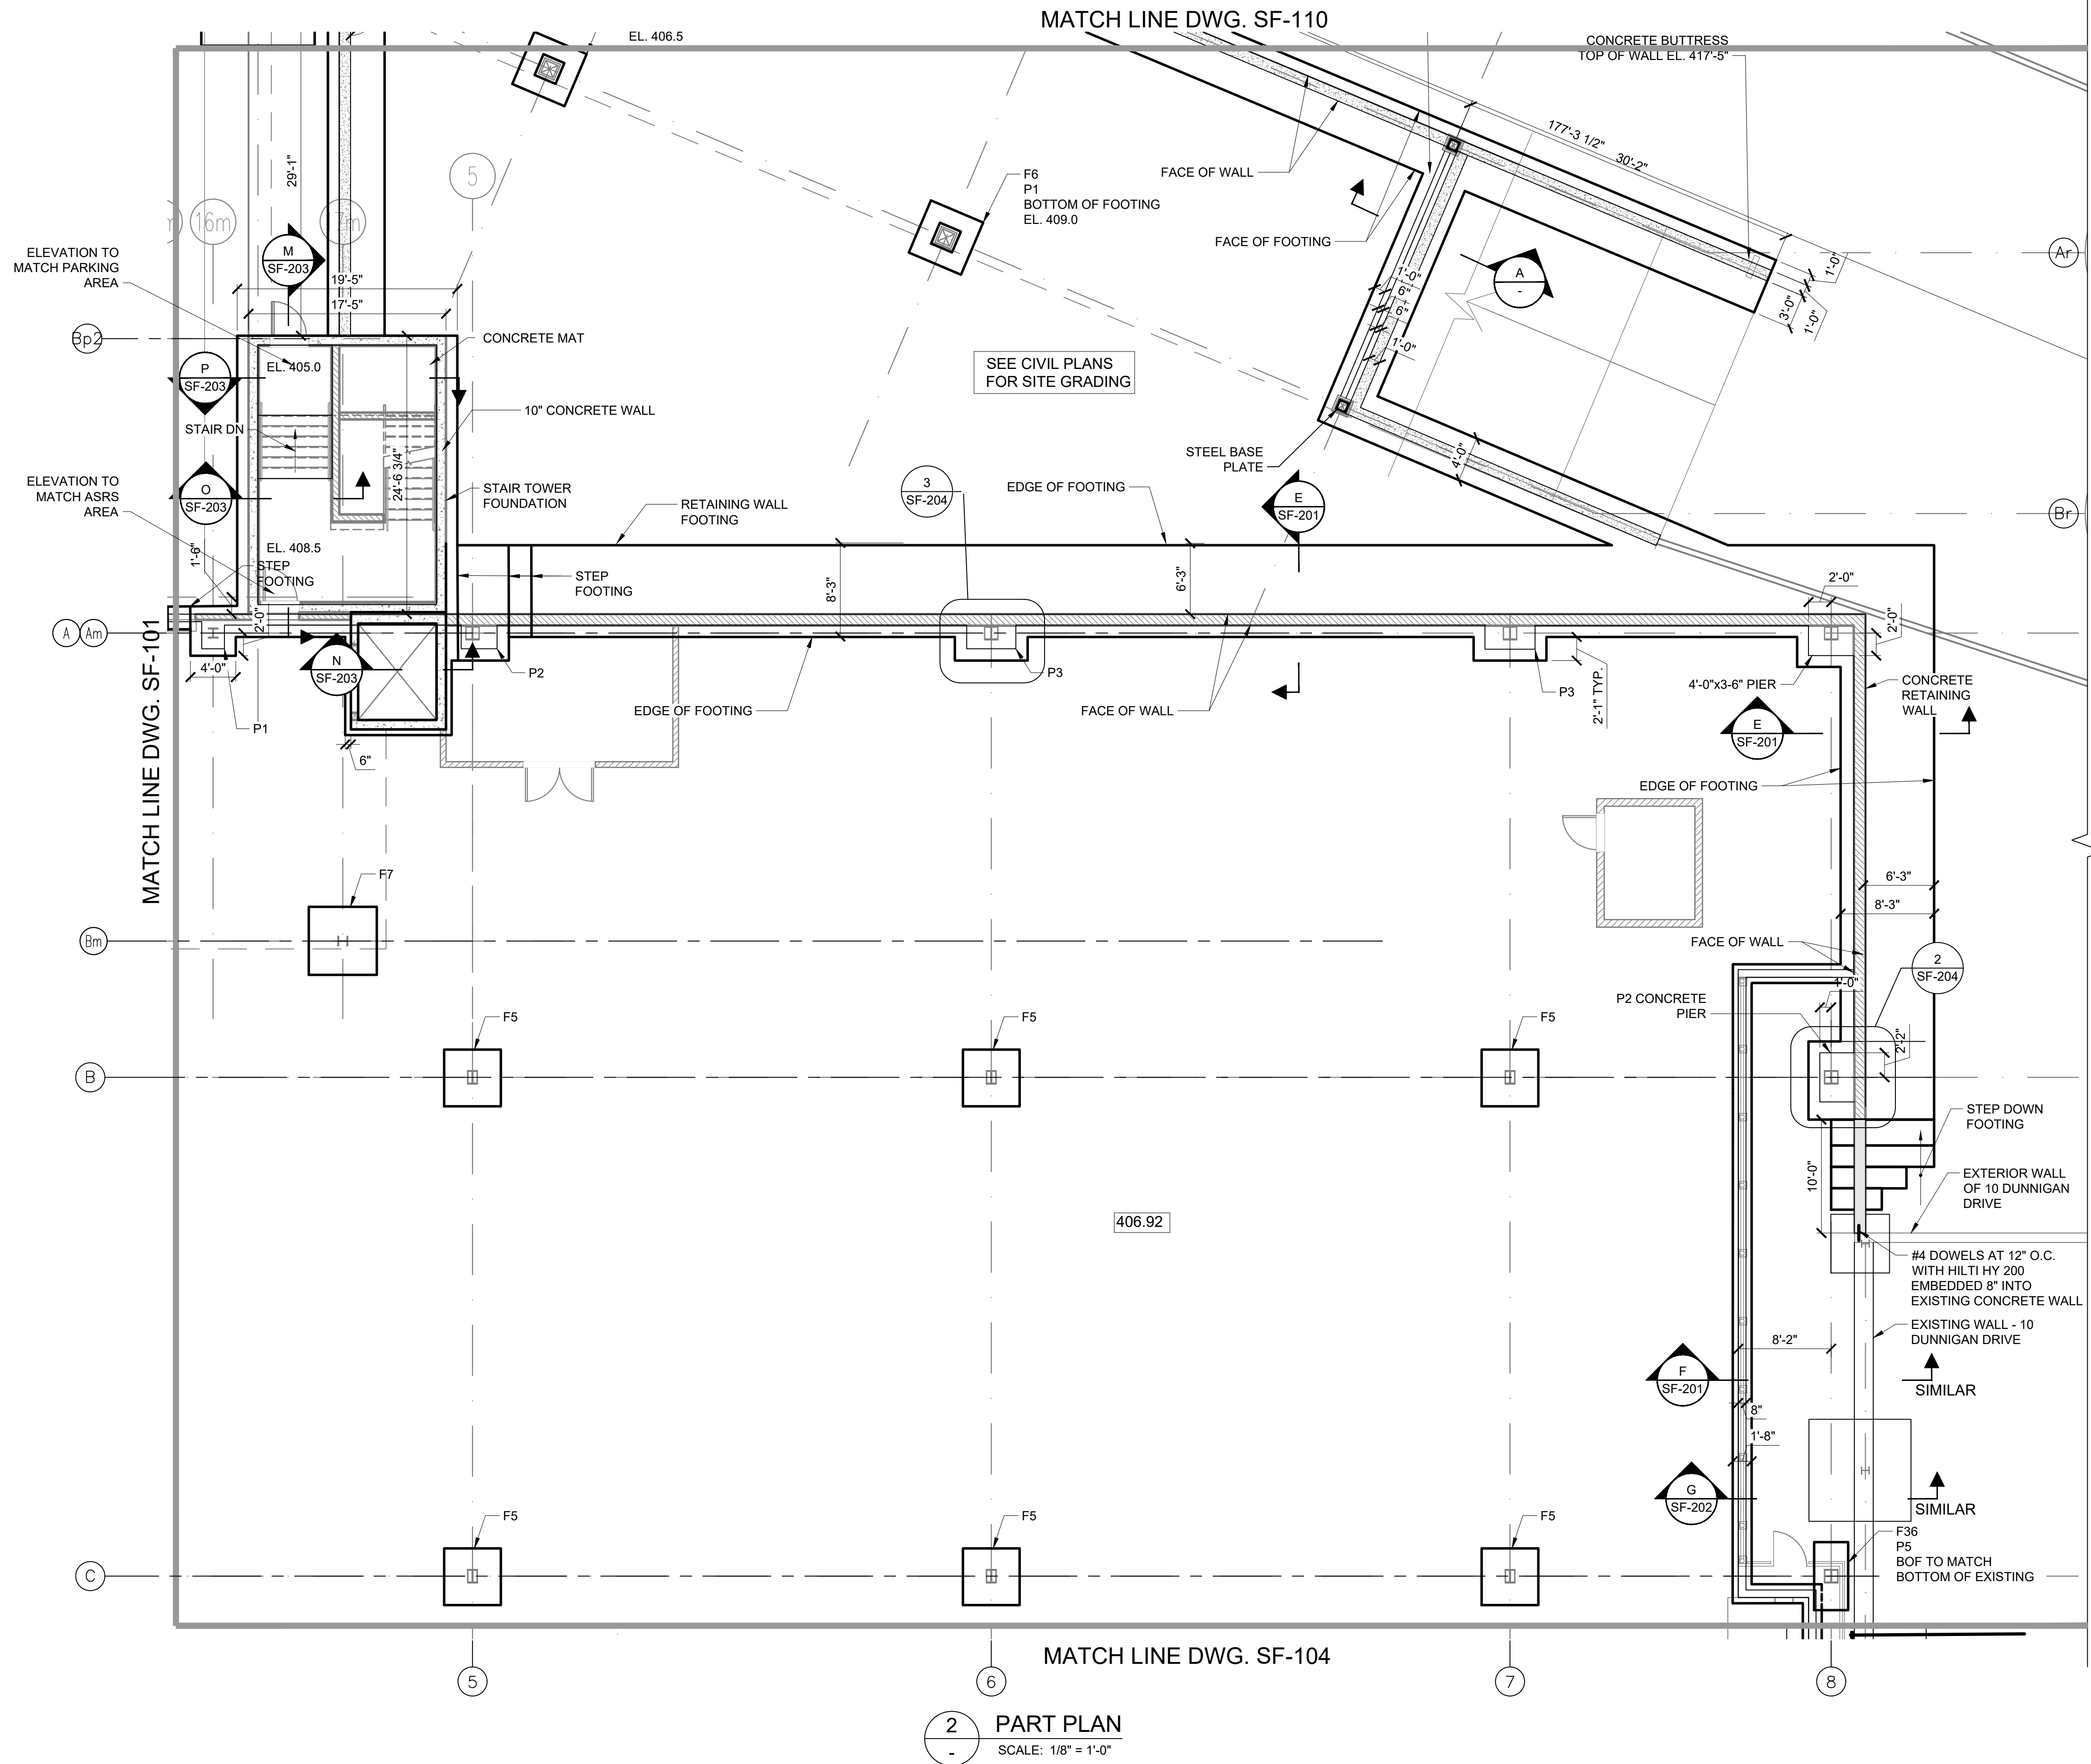 MATCH LINE DWG. SF-110
EL. 406.5
CONCRETE BUTTRESS
TOP OF WALL EL. 417'-5"
177'-3 1/2"
30'-2"
29'-1"
5
16m
7m
F6
P1
BOTTOM OF FOOTING
EL. 409.0
FACE OF WALL
FACE OF FOOTING
Ar
ELEVATION TO
MATCH PARKING
AREA
M
SF-203
19'-5"
17'-5"
A
-
1'-0"
6"
6"
1'-0"
1'-0"
3'-0"
1'-0"
Bp2
CONCRETE MAT
P
SF-203
EL. 405.0
SEE CIVIL PLANS
FOR SITE GRADING
10" CONCRETE WALL
STAIR DN
24'-6 3/4"
STEEL BASE
PLATE
4'-0"
ELEVATION TO
MATCH ASRS
AREA
O
SF-203
STAIR TOWER
FOUNDATION
RETAINING WALL
FOOTING
3
SF-204
EDGE OF FOOTING
E
SF-201
Br
1'-6"
EL. 408.5
STEP
FOOTING
STEP
FOOTING
8'-3"
6'-3"
2'-0"
2'-0"
A
Am
2'-0"
4'-0"
N
SF-203
P2
P3
P3
2'-1" TYP.
4'-0"x3-6" PIER
CONCRETE
RETAINING
WALL
MATCH LINE DWG. SF-101
P1
EDGE OF FOOTING
FACE OF WALL
E
SF-201
6"
EDGE OF FOOTING
F7
6'-3"
8'-3"
Bm
FACE OF WALL
2
SF-204
1'-0"
P2 CONCRETE
PIER
2'-2"
F5
F5
F5
B
STEP DOWN
FOOTING
10'-0"
EXTERIOR WALL
OF 10 DUNNIGAN
DRIVE
406.92
#4 DOWELS AT 12" O.C.
WITH HILTI HY 200
EMBEDDED 8" INTO
EXISTING CONCRETE WALL
EXISTING WALL - 10
DUNNIGAN DRIVE
8'-2"
F
SF-201
SIMILAR
8"
1'-8"
G
SF-202
SIMILAR
F5
F5
F5
F36
P5
BOF TO MATCH
BOTTOM OF EXISTING
C
MATCH LINE DWG. SF-104
5
6
7
8
2
-
PART PLAN
SCALE: 1/8" = 1'-0"